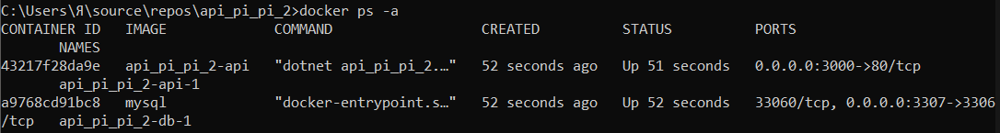 C:\Users\Я\source\repos\api_pi_pi_2>docker ps -a
CONTAINER ID   IMAGE             COMMAND                  CREATED          STATUS          PORTS
      NAMES
43217f28da9e   api_pi_pi_2-api   "dotnet api_pi_pi_2.…"   52 seconds ago   Up 51 seconds   0.0.0.0:3000->80/tcp
      api_pi_pi_2-api-1
a9768cd91bc8   mysql             "docker-entrypoint.s…"   52 seconds ago   Up 52 seconds   33060/tcp, 0.0.0.0:3307->3306
/tcp   api_pi_pi_2-db-1